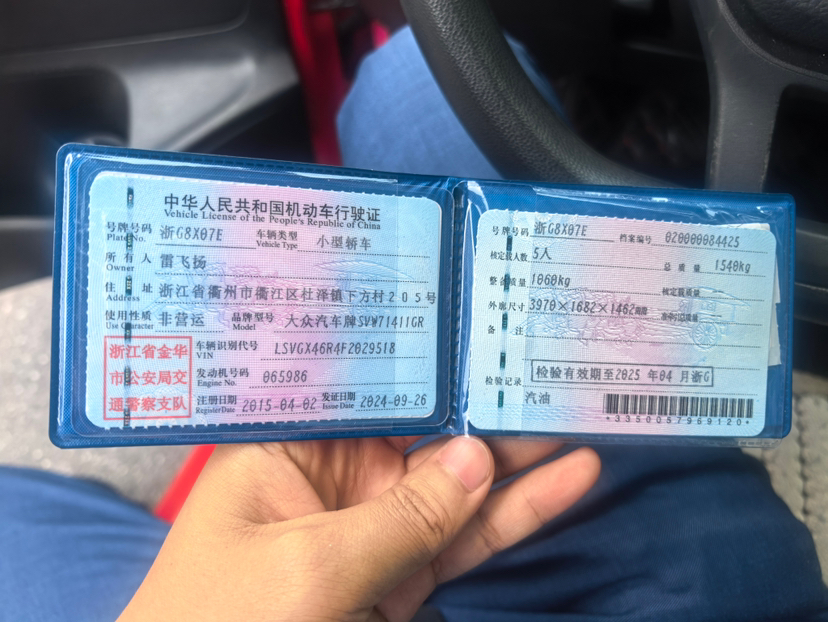 中华人民共和国机动车行驶证
Vehicle License of the People's Republic of China
号牌号码 浙G8X07E 车辆类型 小型轿车
Plate No. Vehicle Type
所有人 雷飞扬
Owner
住址 浙江省衢州市衢江区杜泽镇下方村205号
Address
使用性质 非营运 品牌型号 大众汽车牌SVW71411GR
Use Character Model
浙江省金华
市公安局交
通警察支队
车辆识别代号 LSVGX46R4F2029518
VIN
发动机号码 065986
Engine No.
注册日期 2015-04-02 发证日期 2024-09-26
Register Date Issue Date
号牌号码 浙G8X07E 档案编号 020000084425
核定载人数 5人 总质量 1540kg
整备质量 1060kg 核定载质量
外廓尺寸 3970×1682×1462
备注
检验记录 检验有效期至2025年04月浙G
汽油
*3350057969120*